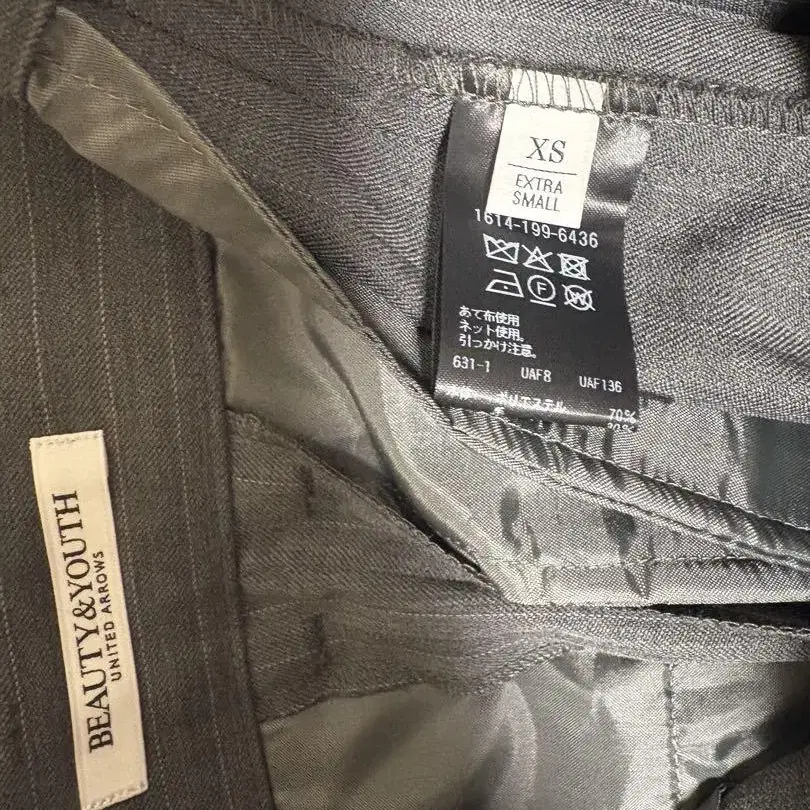 BEAUTY&YOUTH
UNITED ARROWS
XS
EXTRA
SMALL
1614-199-6436
F
W
あて布使用
ネット使用。
引っかけ注意。
631-1 UAF8 UAF136
ポリエステル 70%